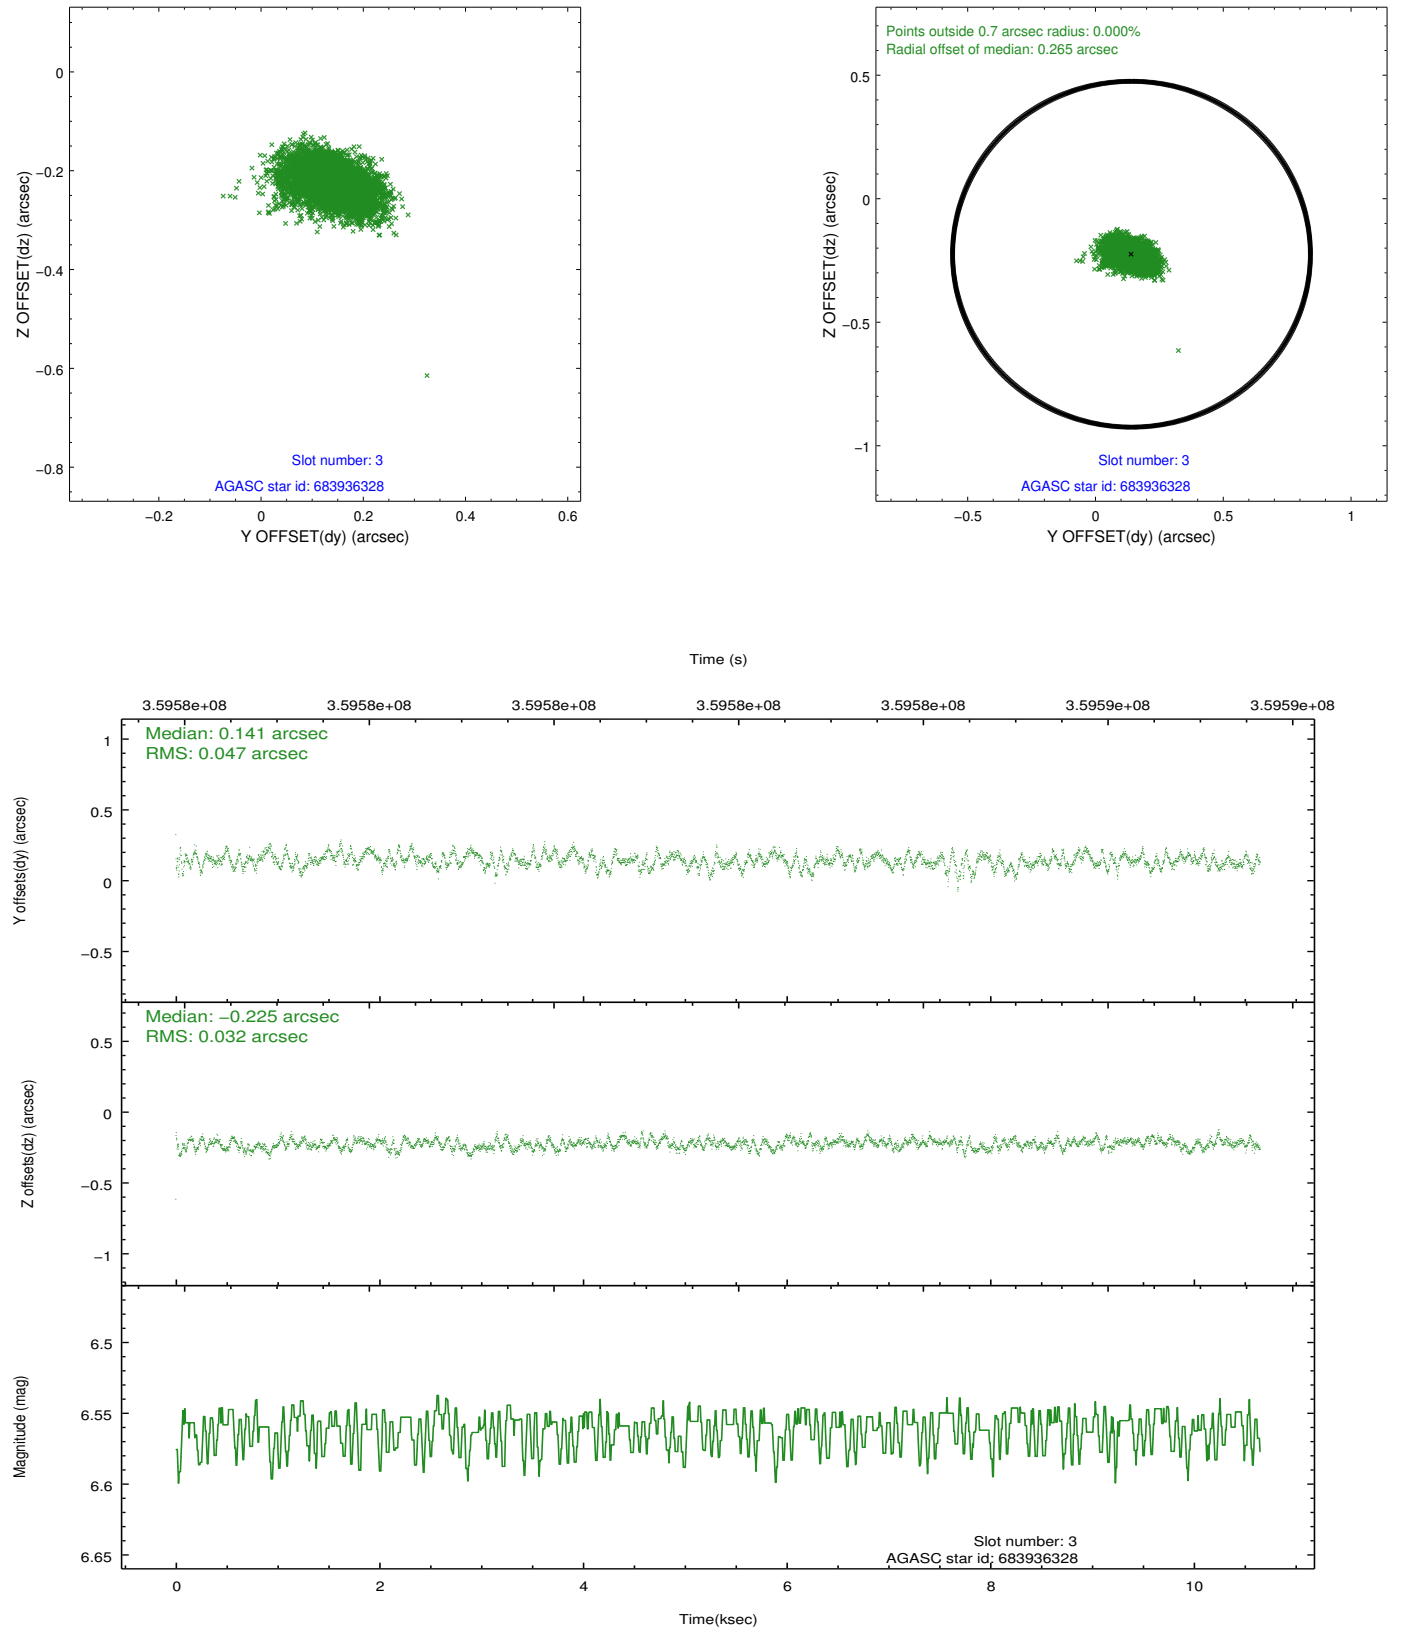 0
−0.2
−0.4
−0.6
−0.8
Z OFFSET(dz) (arcsec)
Slot number: 3
AGASC star id: 683936328
−0.2 0 0.2 0.4 0.6
Y OFFSET(dy) (arcsec)
Points outside 0.7 arcsec radius: 0.000%
Radial offset of median: 0.265 arcsec
0.5
0
−0.5
−1
Z OFFSET(dz) (arcsec)
Slot number: 3
AGASC star id: 683936328
−0.5 0 0.5 1
Y OFFSET(dy) (arcsec)
Time (s)
3.5958e+08 3.5958e+08 3.5958e+08 3.5958e+08 3.5958e+08 3.5959e+08 3.5959e+08
Median: 0.141 arcsec
RMS: 0.047 arcsec
1
0.5
0
−0.5
Y offsets(dy) (arcsec)
Median: −0.225 arcsec
RMS: 0.032 arcsec
0.5
0
−0.5
−1
Z offsets(dz) (arcsec)
6.5
6.55
6.6
6.65
Magnitude (mag)
Slot number: 3
AGASC star id: 683936328
0 2 4 6 8 10
Time(ksec)